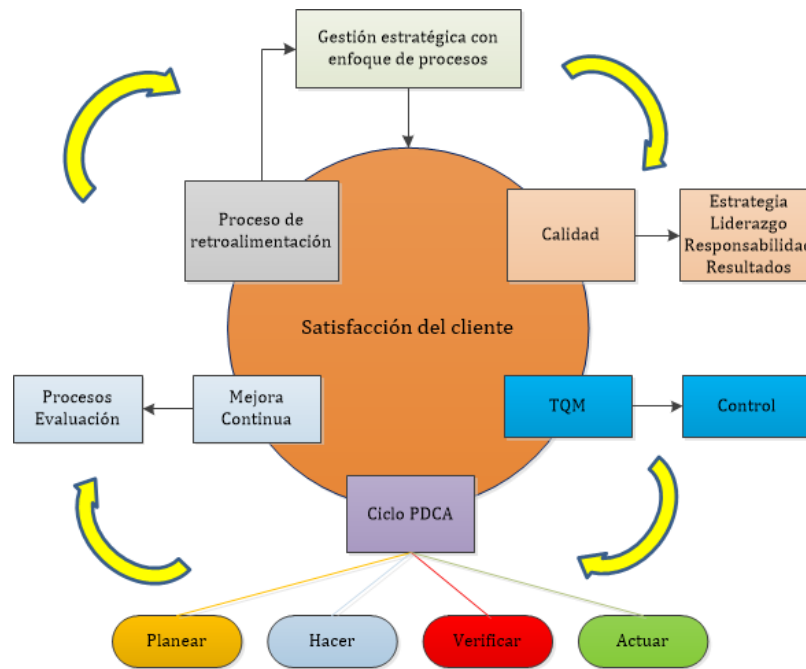 Gestión estratégica con
enfoque de procesos
Proceso de
retroalimentación
Calidad
Estrategia
Liderazgo
Responsabilidad
Resultados
Satisfacción del cliente
Procesos
Evaluación
Mejora
Continua
TQM
Control
Ciclo PDCA
Planear
Hacer
Verificar
Actuar